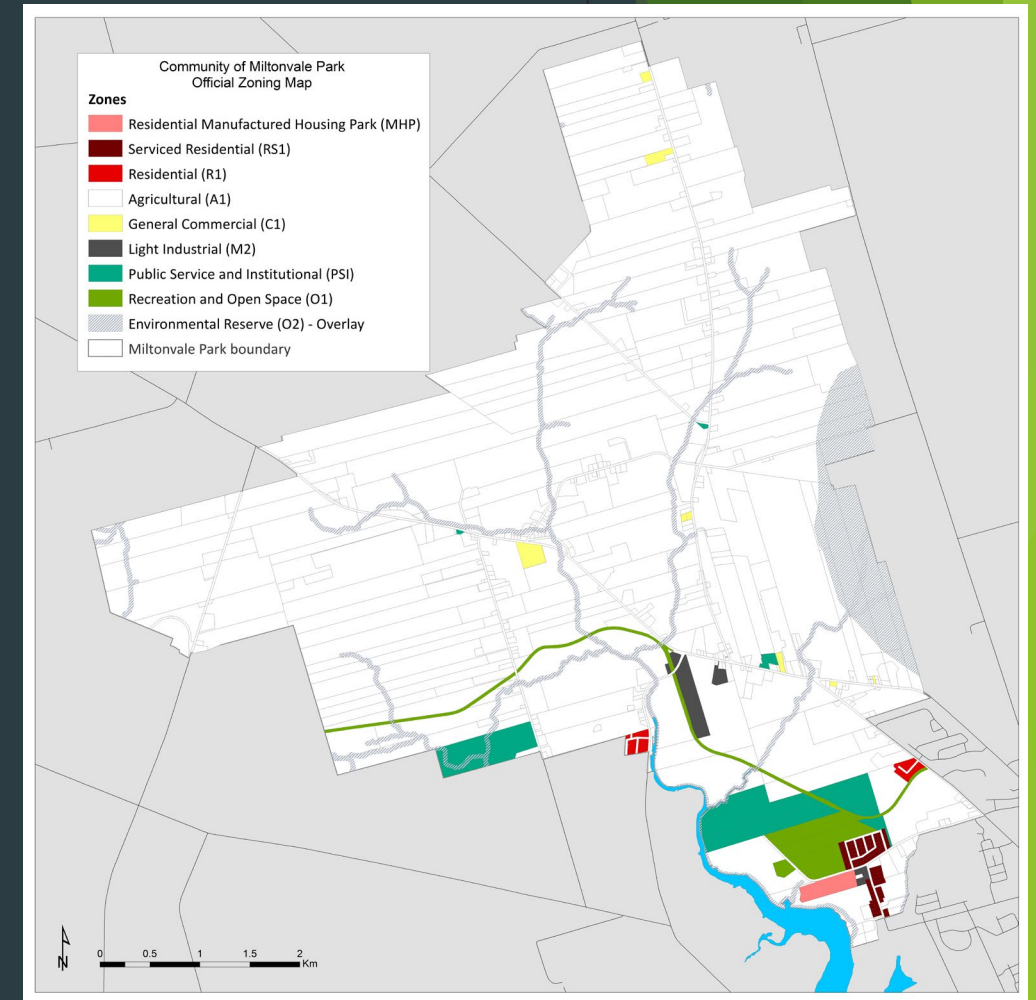 Community of Miltonvale Park
Official Zoning Map
Zones
Residential Manufactured Housing Park (MHP)
Serviced Residential (RS1)
Residential (R1)
Agricultural (A1)
General Commercial (C1)
Light Industrial (M2)
Public Service and Institutional (PSI)
Recreation and Open Space (O1)
Environmental Reserve (O2) - Overlay
Miltonvale Park boundary
N
0 0.5 1 1.5 2
Km